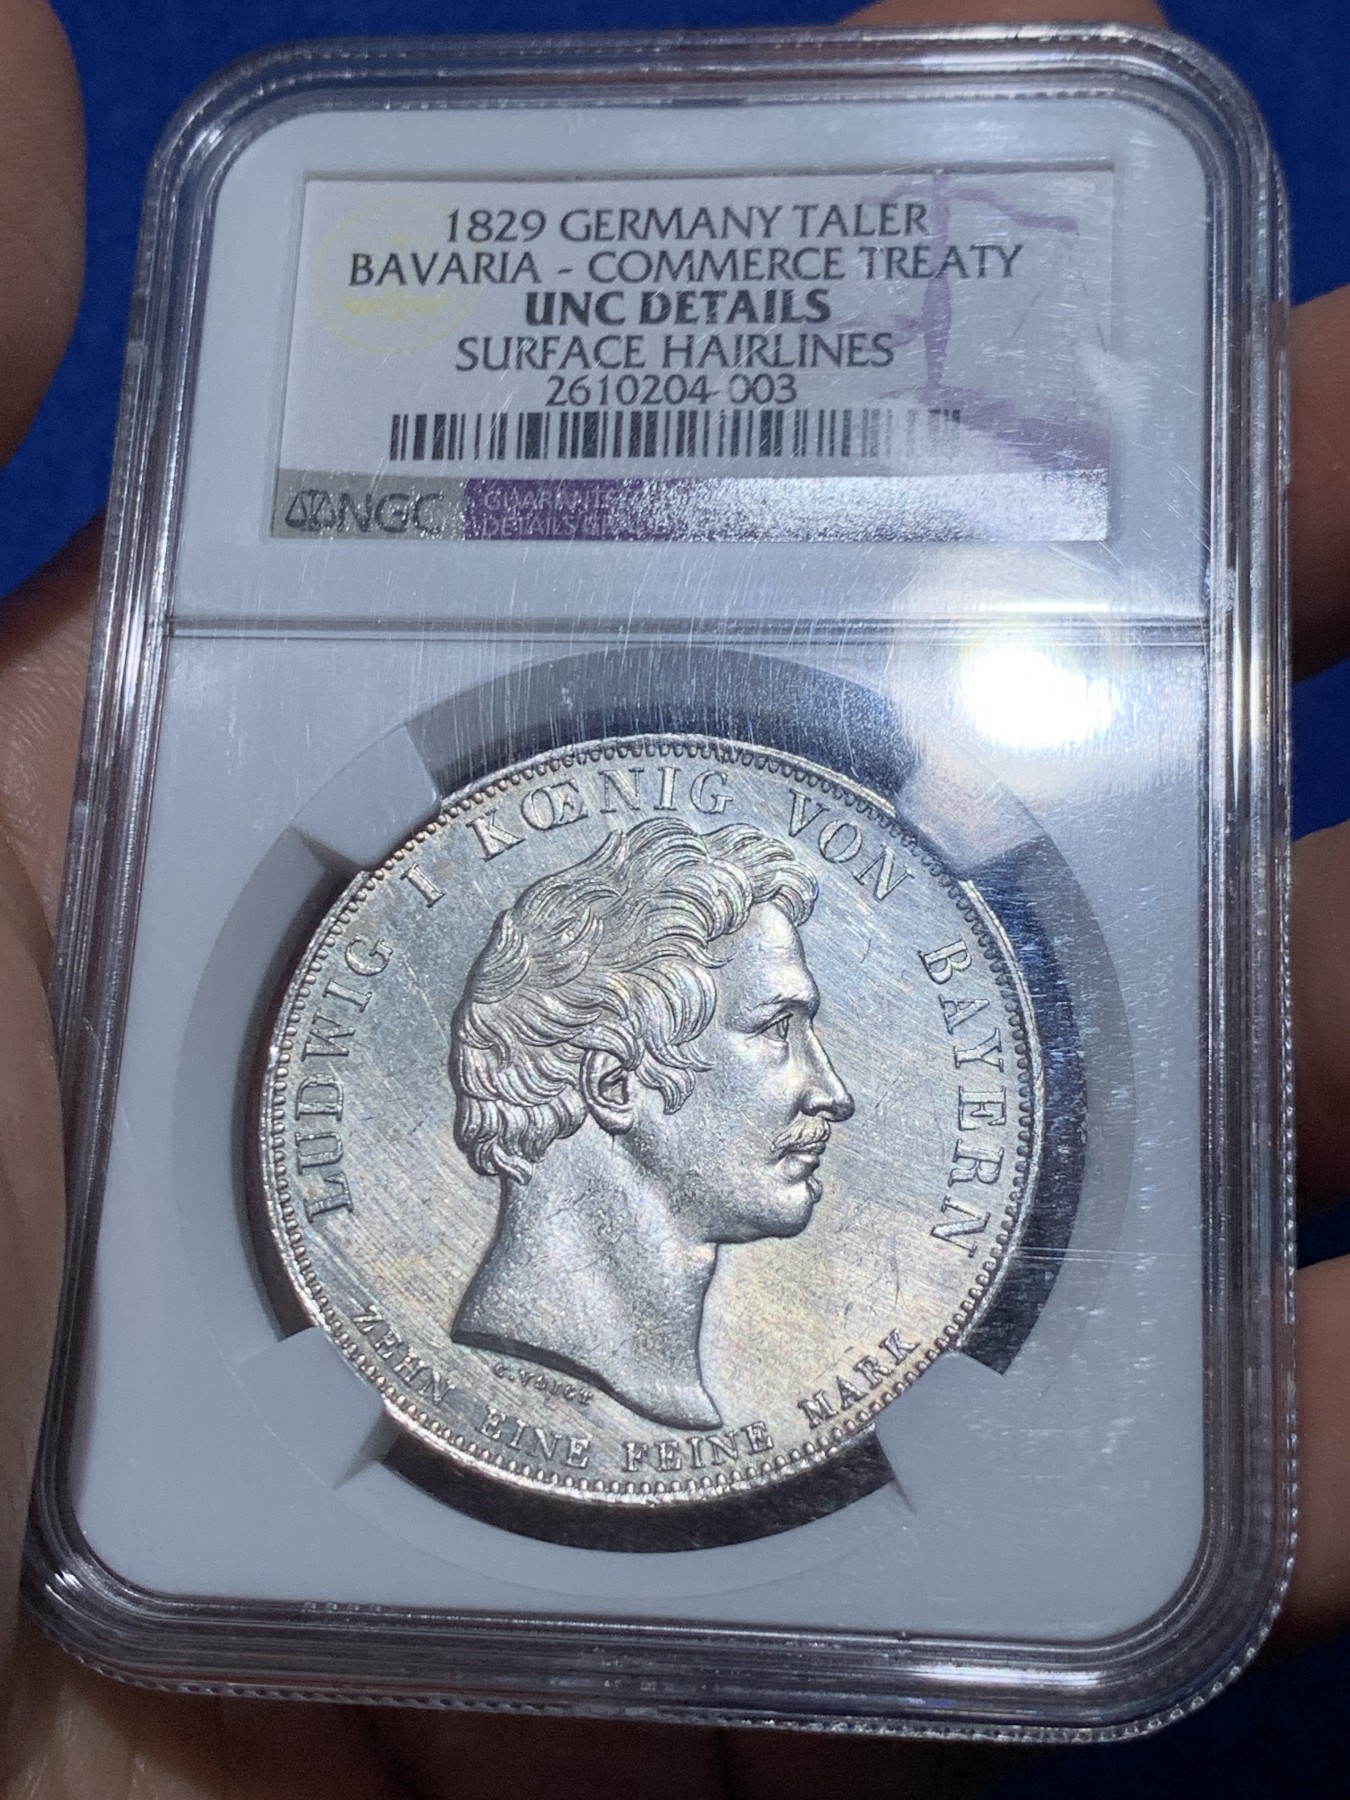 1829 GERMANY TALER
BAVARIA - COMMERCE TREATY
UNC DETAILS
SURFACE HAIRLINES
2610204-003
NGC
DETAILS
LUDWIG I KŒNIG VON BAYERN
C. VOIGT
ZEHN EINE FEINE MARK